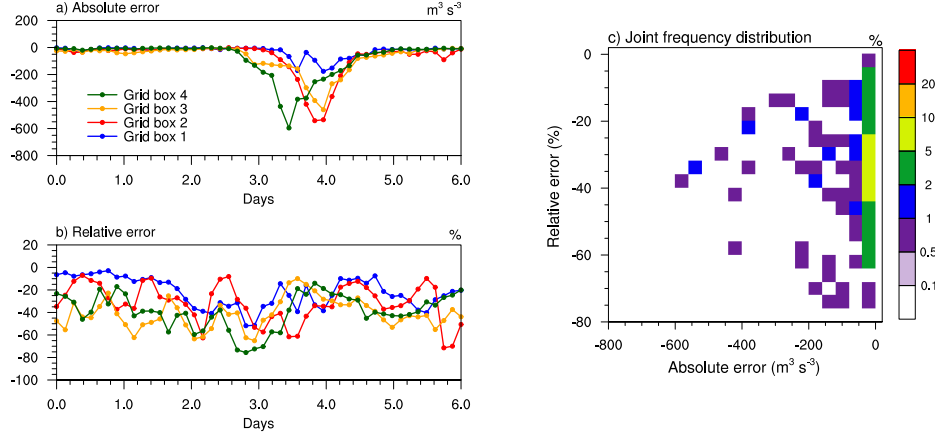 a) Absolute error
m³ s⁻³
200
0
-200
-400
-600
-800
Grid box 4
Grid box 3
Grid box 2
Grid box 1
0.0 1.0 2.0 3.0 4.0 5.0 6.0
Days
b) Relative error
%
20
0
-20
-40
-60
-80
-100
0.0 1.0 2.0 3.0 4.0 5.0 6.0
Days
c) Joint frequency distribution
%
Relative error (%)
0
-20
-40
-60
-80
-800 -600 -400 -200 0
Absolute error (m³ s⁻³)
20
10
5
2
1
0.5
0.1